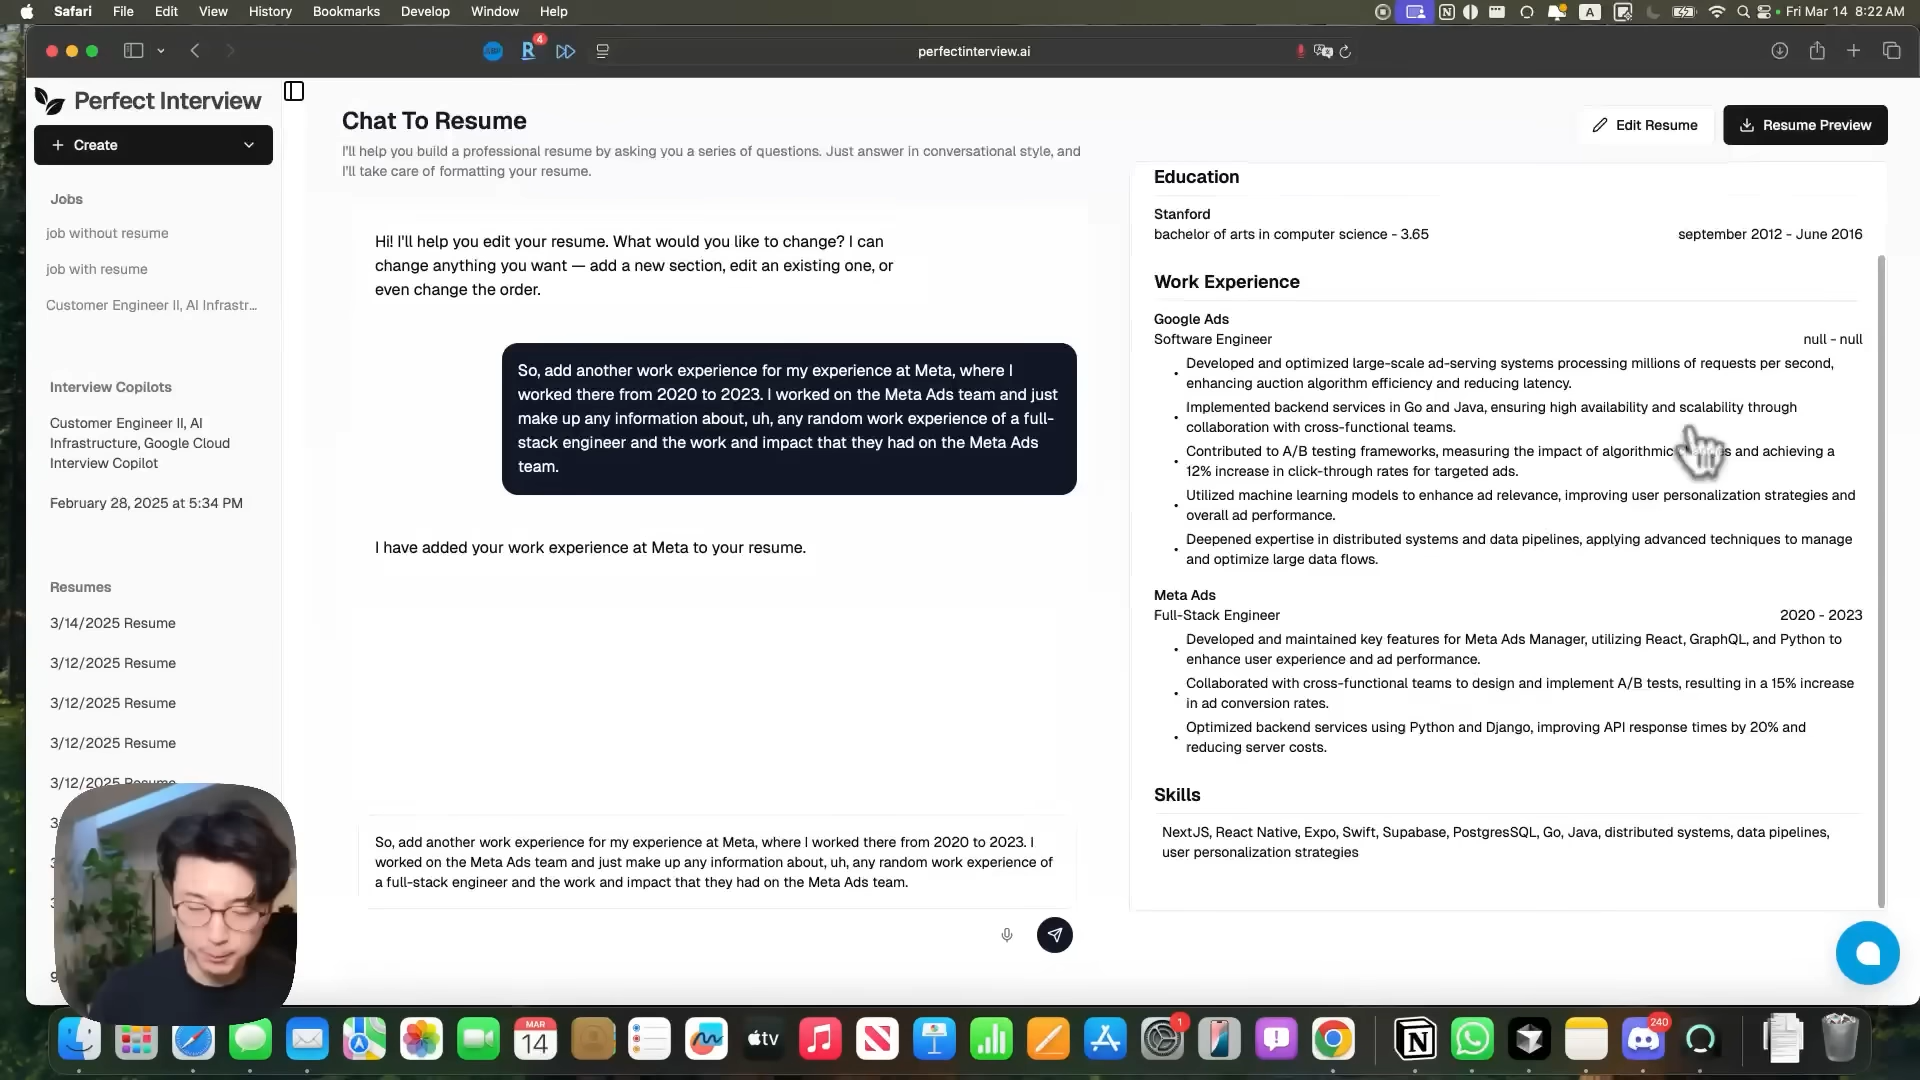 Safari File Edit View History Bookmarks Develop Window Help
A
Fri Mar 14 8:22 AM
R
4
perfectinterview.ai
Perfect Interview
Create
Jobs
job without resume
job with resume
Customer Engineer II, AI Infrastr...
Interview Copilots
Customer Engineer II, AI
Infrastructure, Google Cloud
Interview Copilot
February 28, 2025 at 5:34 PM
Resumes
3/14/2025 Resume
3/12/2025 Resume
3/12/2025 Resume
3/12/2025 Resume
3/12/2025 Resume
Chat To Resume
I'll help you build a professional resume by asking you a series of questions. Just answer in conversational style, and
I'll take care of formatting your resume.
Hi! I'll help you edit your resume. What would you like to change? I can
change anything you want — add a new section, edit an existing one, or
even change the order.
So, add another work experience for my experience at Meta, where I
worked there from 2020 to 2023. I worked on the Meta Ads team and just
make up any information about, uh, any random work experience of a full-
stack engineer and the work and impact that they had on the Meta Ads
team.
I have added your work experience at Meta to your resume.
So, add another work experience for my experience at Meta, where I worked there from 2020 to 2023. I
worked on the Meta Ads team and just make up any information about, uh, any random work experience of
a full-stack engineer and the work and impact that they had on the Meta Ads team.
Edit Resume
Resume Preview
Education
Stanford
bachelor of arts in computer science - 3.65 september 2012 - June 2016
Work Experience
Google Ads
Software Engineer null - null
• Developed and optimized large-scale ad-serving systems processing millions of requests per second,
enhancing auction algorithm efficiency and reducing latency.
• Implemented backend services in Go and Java, ensuring high availability and scalability through
collaboration with cross-functional teams.
• Contributed to A/B testing frameworks, measuring the impact of algorithmic and achieving a
12% increase in click-through rates for targeted ads.
• Utilized machine learning models to enhance ad relevance, improving user personalization strategies and
overall ad performance.
• Deepened expertise in distributed systems and data pipelines, applying advanced techniques to manage
and optimize large data flows.
Meta Ads
Full-Stack Engineer 2020 - 2023
• Developed and maintained key features for Meta Ads Manager, utilizing React, GraphQL, and Python to
enhance user experience and ad performance.
• Collaborated with cross-functional teams to design and implement A/B tests, resulting in a 15% increase
in ad conversion rates.
• Optimized backend services using Python and Django, improving API response times by 20% and
reducing server costs.
Skills
NextJS, React Native, Expo, Swift, Supabase, PostgresSQL, Go, Java, distributed systems, data pipelines,
user personalization strategies
MAR
14
tv
1
240